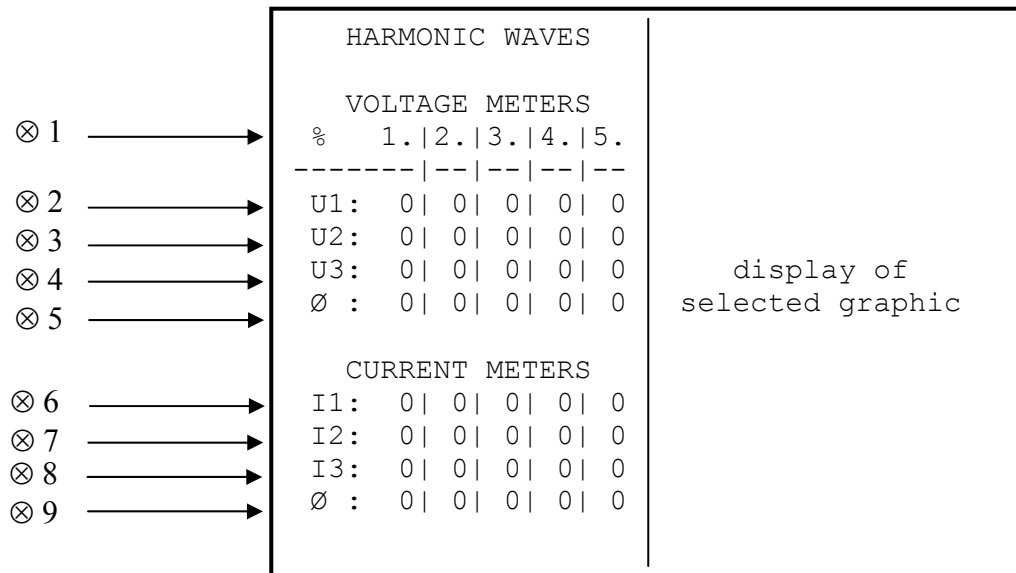 HARMONIC WAVES
VOLTAGE METERS
⊗ 1 % 1.|2.|3.|4.|5.
-------|--|--|--|--
⊗ 2 U1: 0| 0| 0| 0| 0
⊗ 3 U2: 0| 0| 0| 0| 0
⊗ 4 U3: 0| 0| 0| 0| 0
⊗ 5 Ø : 0| 0| 0| 0| 0
display of
selected graphic
CURRENT METERS
⊗ 6 I1: 0| 0| 0| 0| 0
⊗ 7 I2: 0| 0| 0| 0| 0
⊗ 8 I3: 0| 0| 0| 0| 0
⊗ 9 Ø : 0| 0| 0| 0| 0